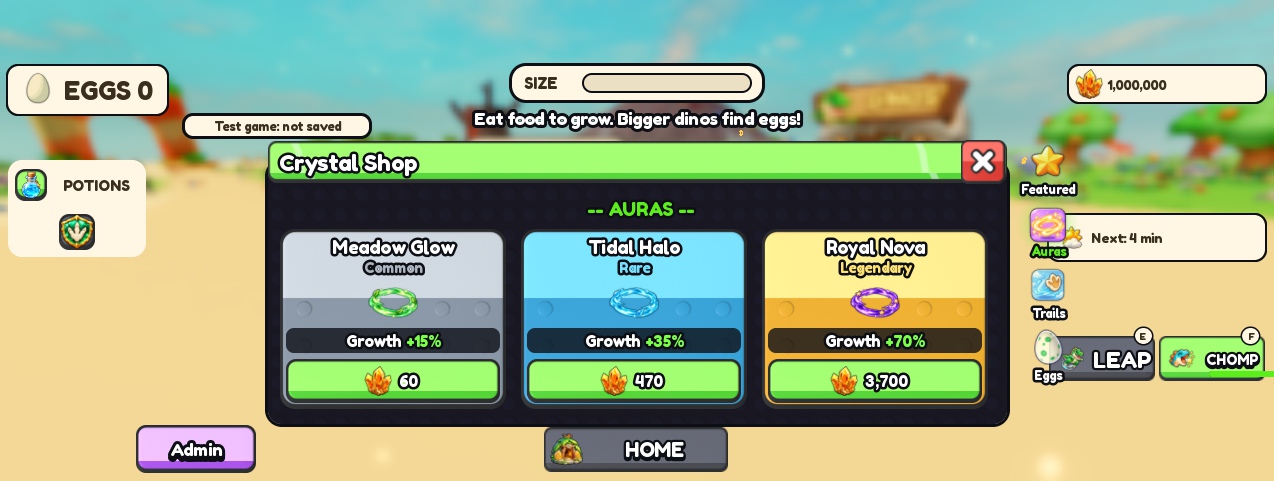 EGGS 0
SIZE
1,000,000
Test game: not saved
Eat food to grow. Bigger dinos find eggs!
Crystal Shop
POTIONS
Featured
-- AURAS --
Auras
Next: 4 min
Meadow Glow
Common
Growth +15%
60
Tidal Halo
Rare
Growth +35%
470
Royal Nova
Legendary
Growth +70%
3,700
Trails
Eggs
E
LEAP
F
CHOMP
Admin
HOME